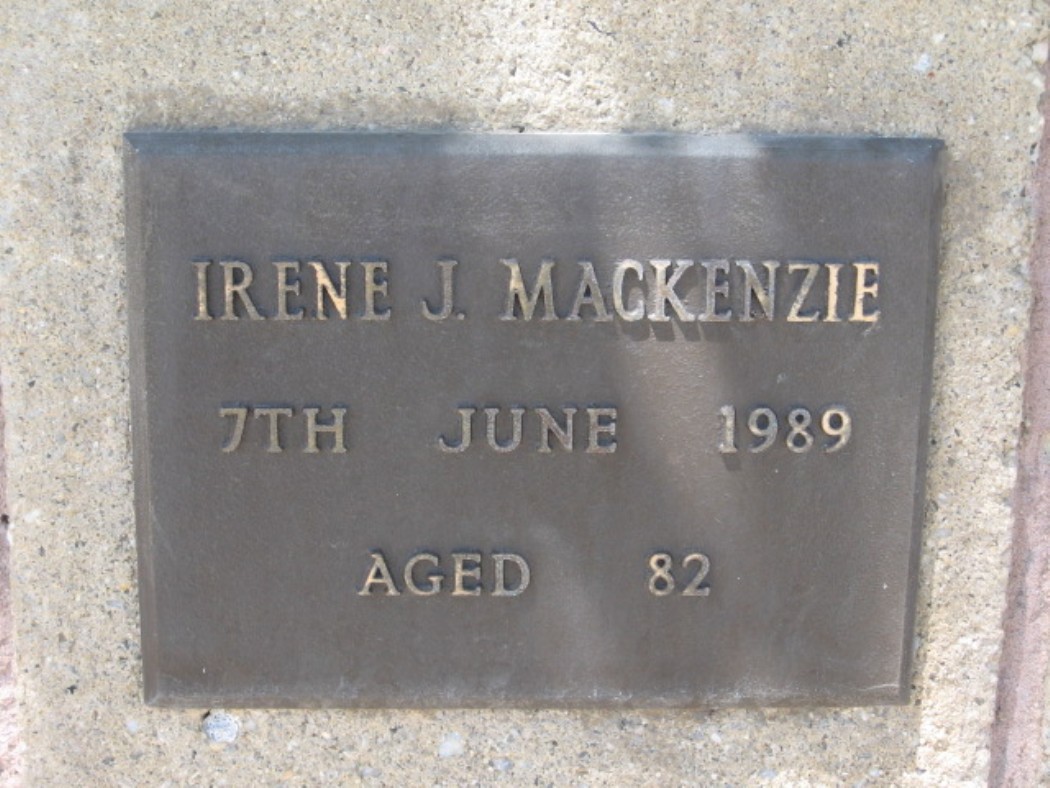 IRENE J. MACKENZIE
7TH JUNE 1989
AGED 82